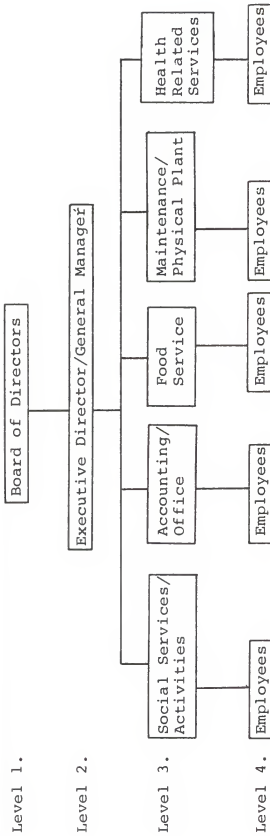 Level 1.
Board of Directors
Level 2.
Executive Director/General Manager
Level 3.
Social Services/
Activities
Accounting/
Office
Food
Service
Maintenance/
Physical Plant
Health
Related
Services
Level 4.
Employees
Employees
Employees
Employees
Employees